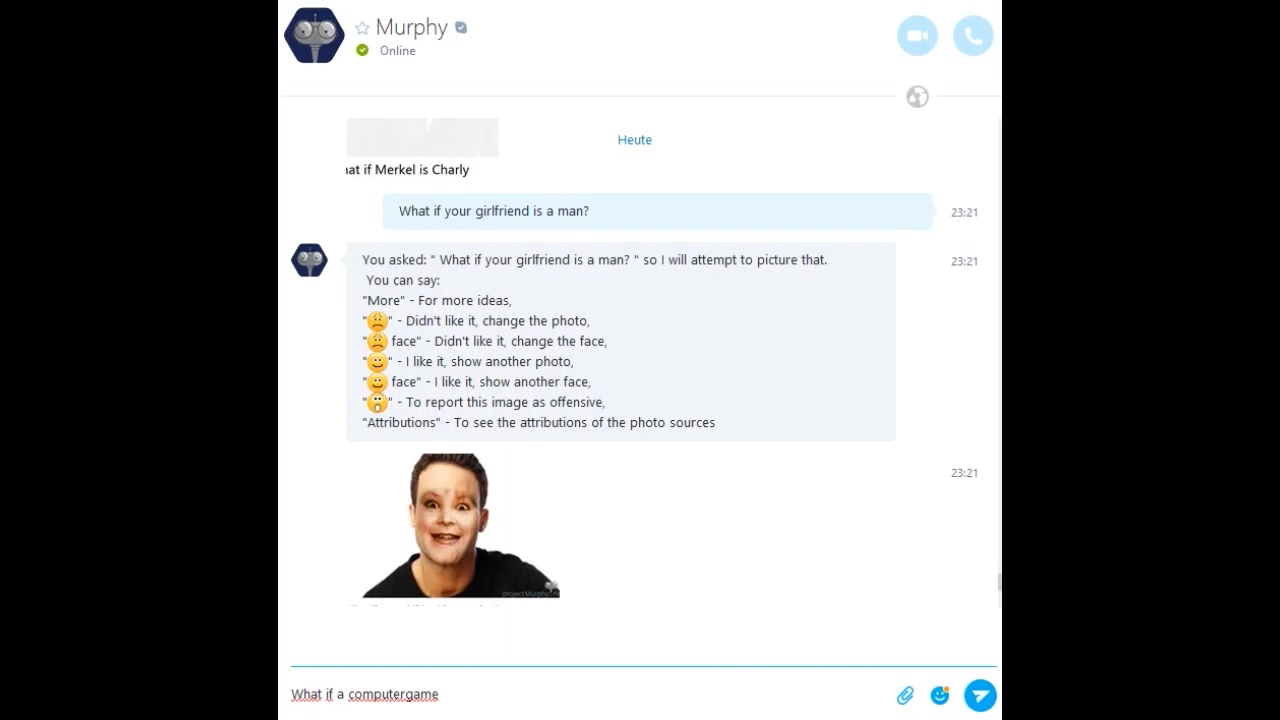 Murphy
Online
Heute
at if Merkel is Charly
What if your girlfriend is a man?
23:21
You asked: " What if your girlfriend is a man? " so I will attempt to picture that.
23:21
You can say:
"More" - For more ideas,
"😟" - Didn't like it, change the photo,
"😟 face" - Didn't like it, change the face,
"😀" - I like it, show another photo,
"😀 face" - I like it, show another face,
"😮" - To report this image as offensive,
"Attributions" - To see the attributions of the photo sources
23:21
What if a computergame